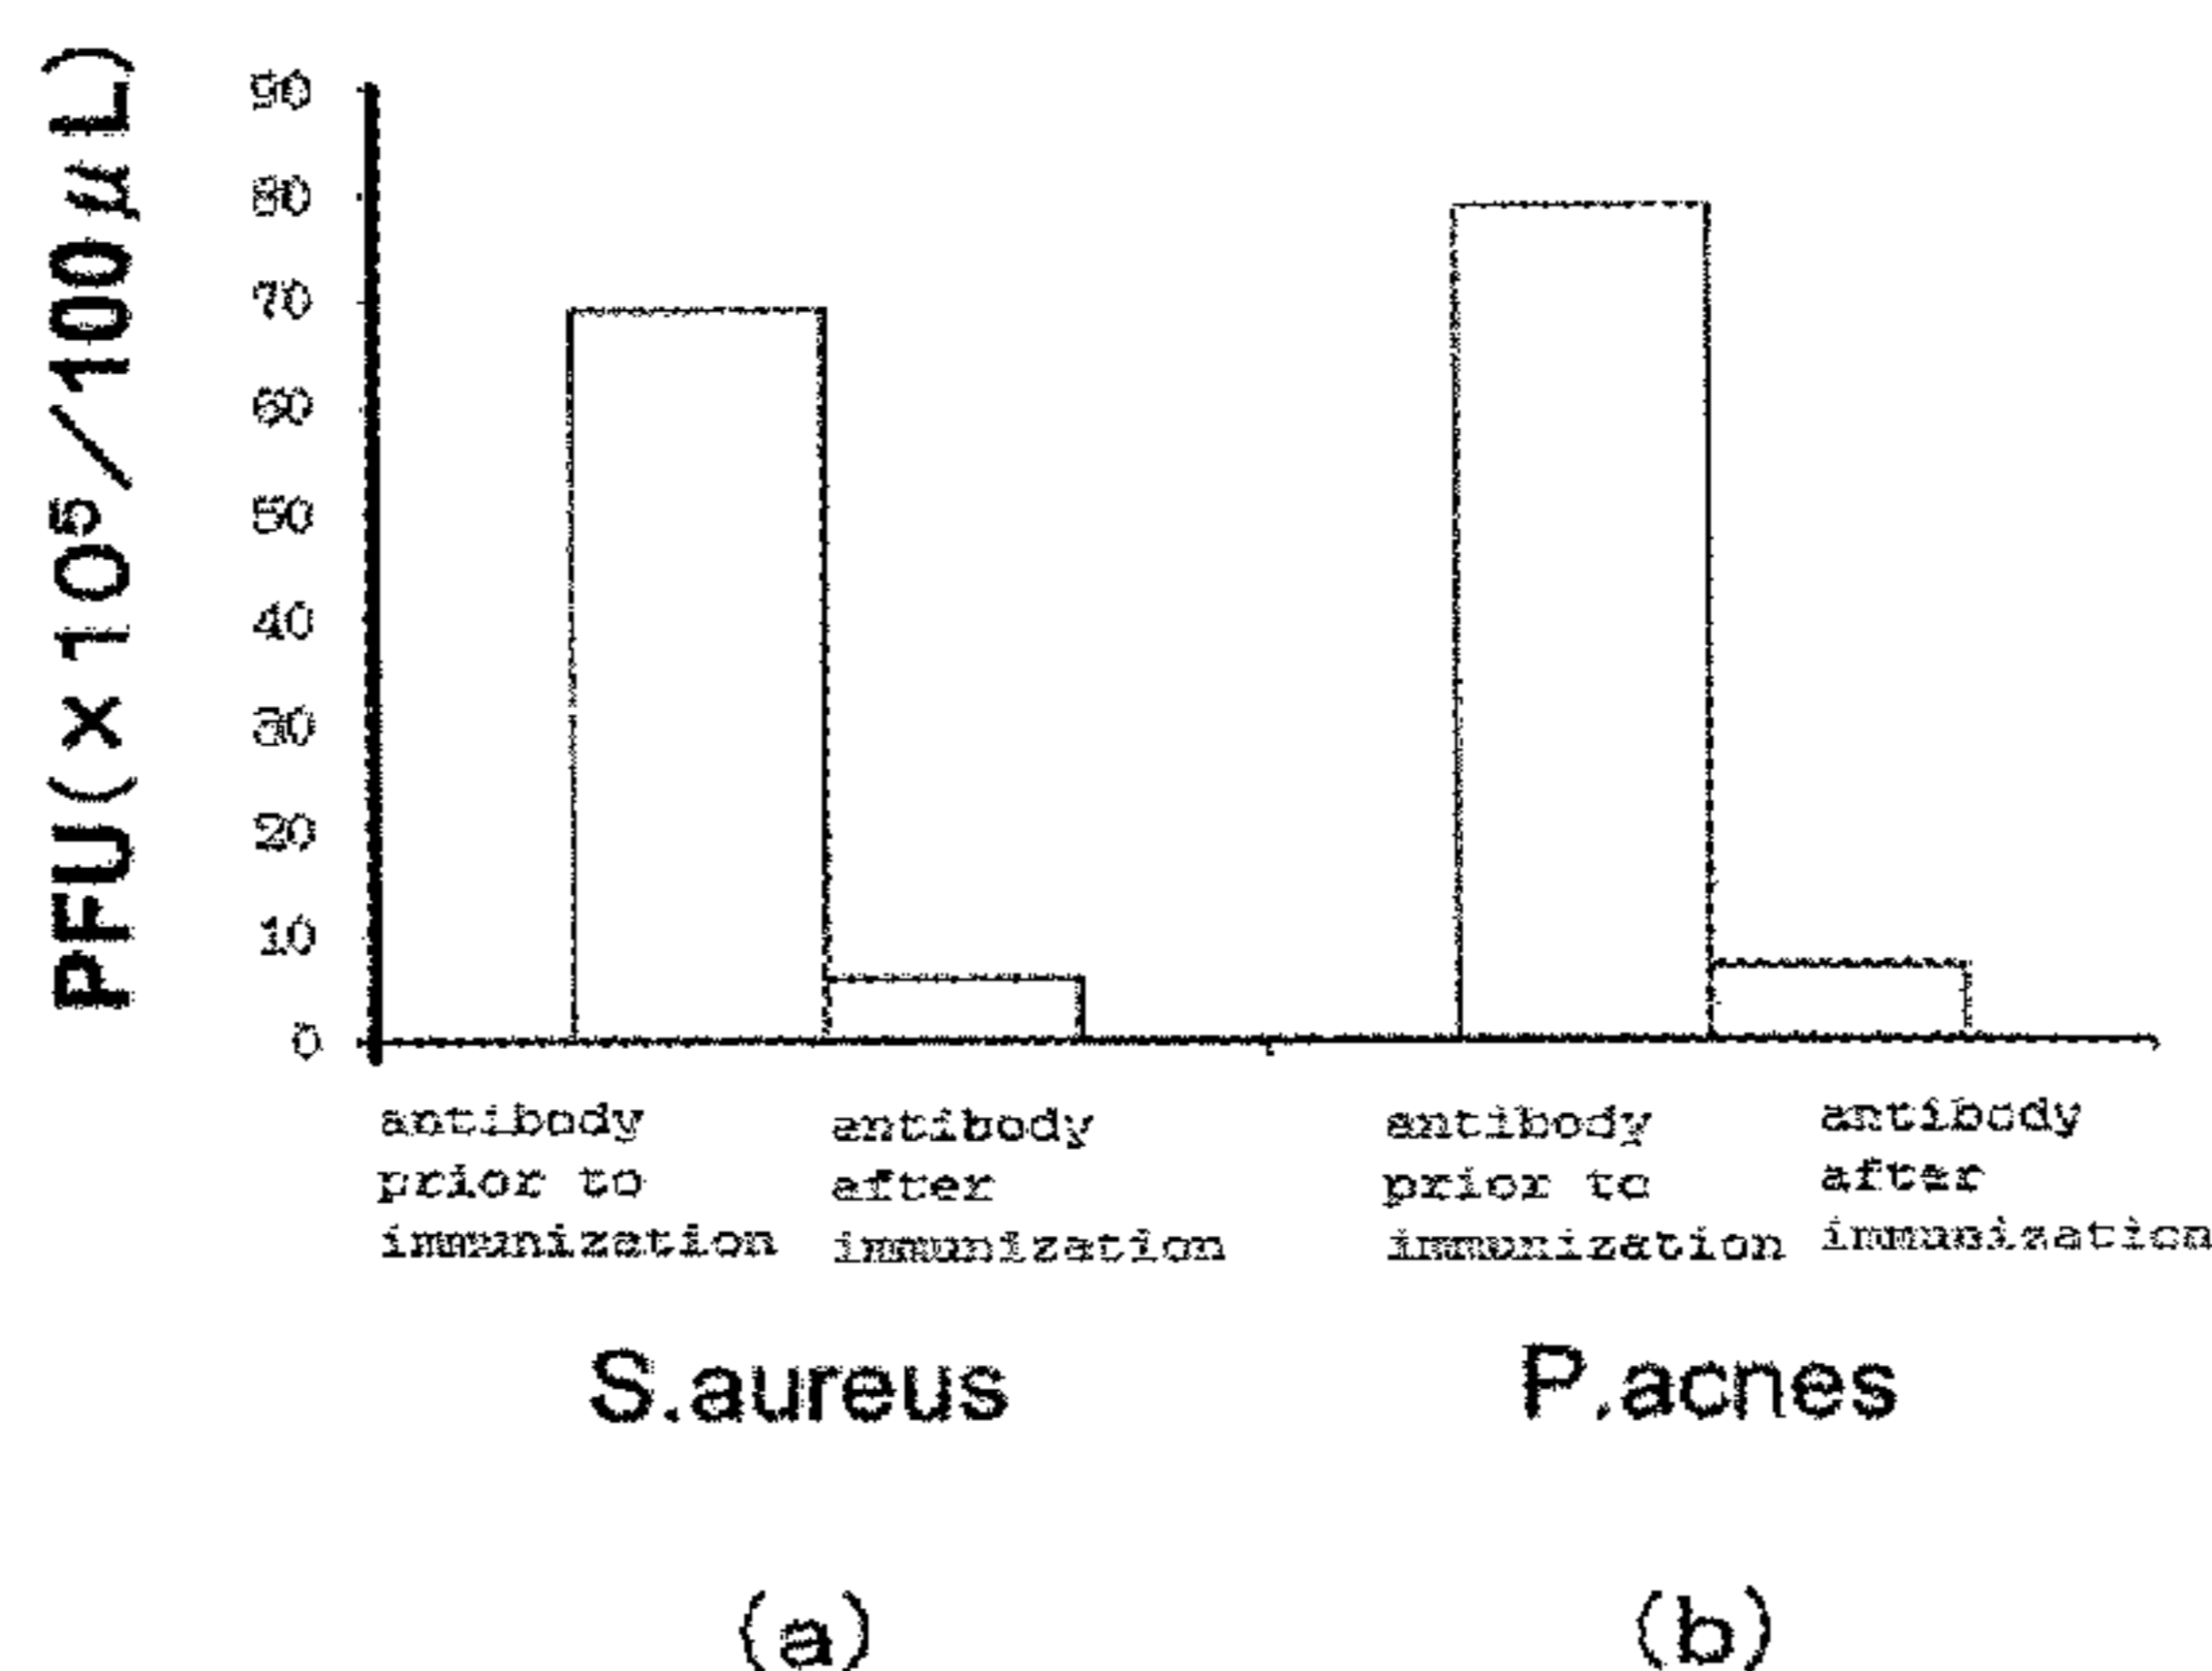 PFU(×10⁵/100μL)
90
80
70
60
50
40
30
20
10
0
antibody
prior to
immunization
antibody
after
immunization
antibody
prior to
immunization
antibody
after
immunization
S.aureus
P.acnes
(a)
(b)